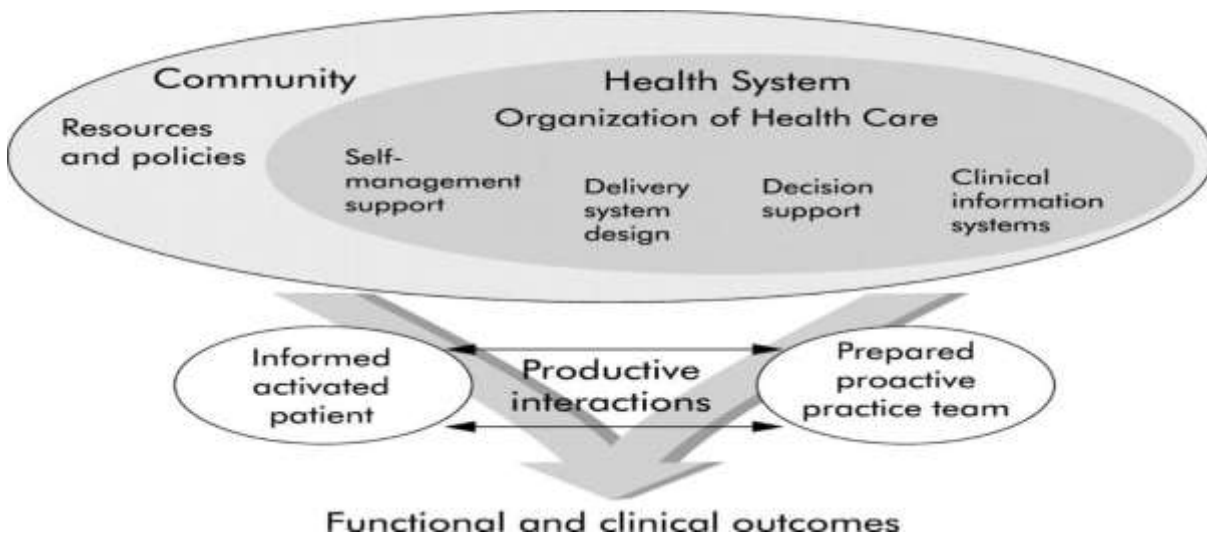 Community
Resources
and policies
Health System
Organization of Health Care
Self-
management
support
Delivery
system
design
Decision
support
Clinical
information
systems
Informed
activated
patient
Productive
interactions
Prepared
proactive
practice team
Functional and clinical outcomes